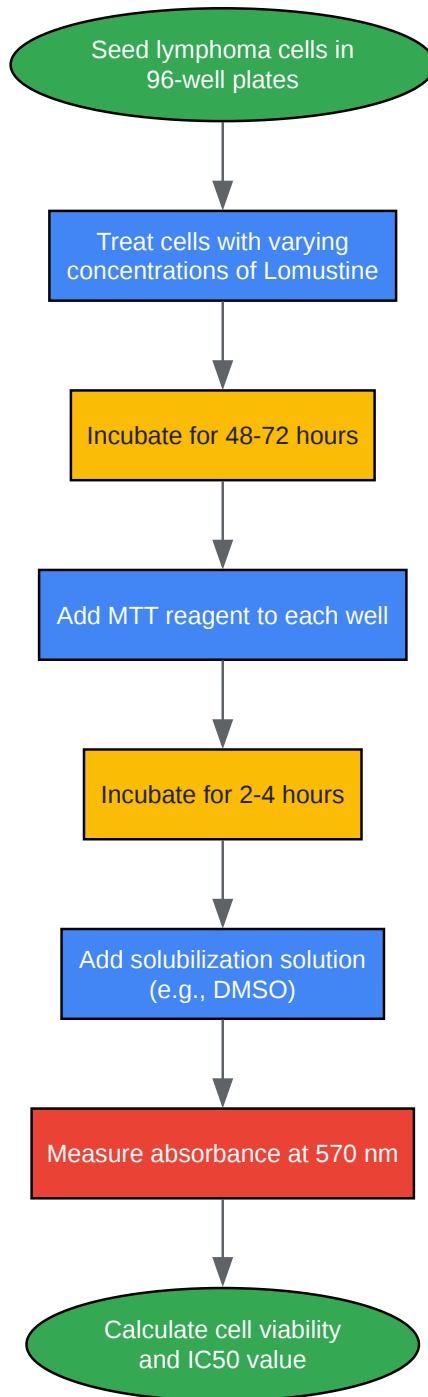 Seed lymphoma cells in
96-well plates
Treat cells with varying
concentrations of Lomustine
Incubate for 48-72 hours
Add MTT reagent to each well
Incubate for 2-4 hours
Add solubilization solution
(e.g., DMSO)
Measure absorbance at 570 nm
Calculate cell viability
and IC50 value